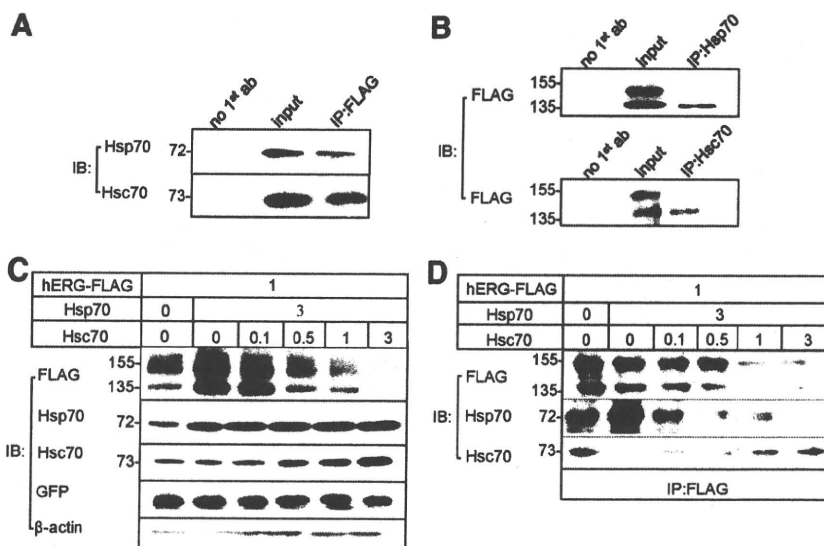 A
no 1st ab
Input
IP:FLAG
IB:
Hsp70
72
Hsc70
73
B
no 1st ab
Input
IP:Hsp70
155
FLAG
135
IB:
no 1st ab
Input
IP:Hsc70
155
FLAG
135
C
hERG-FLAG 1
Hsp70 0 3
Hsc70 0 0 0.1 0.5 1 3
155
FLAG
135
Hsp70 72
IB:
Hsc70 73
GFP
β-actin
D
hERG-FLAG 1
Hsp70 0 3
Hsc70 0 0 0.1 0.5 1 3
155
FLAG
135
IB:
Hsp70 72
Hsc70 73
IP:FLAG